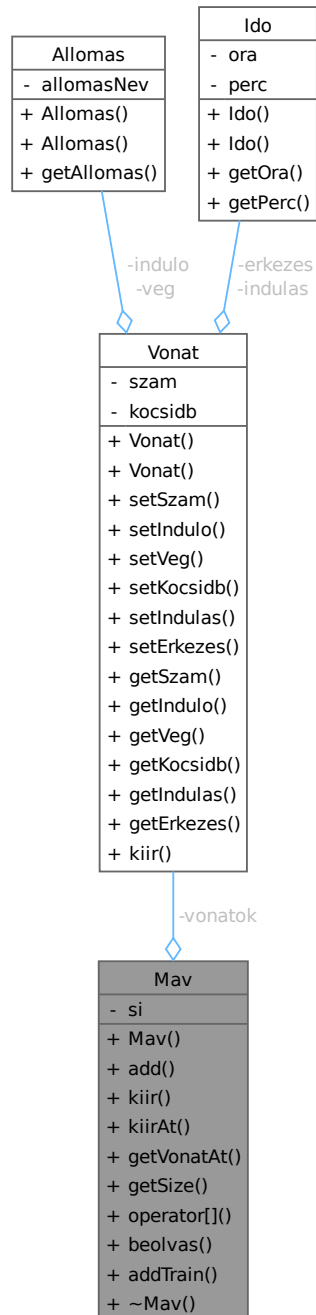 Allomas
- allomasNev
+ Allomas()
+ Allomas()
+ getAllomas()
Ido
- ora
- perc
+ Ido()
+ Ido()
+ getOra()
+ getPerc()
-indulo
-veg
-erkezes
-indulas
Vonat
- szam
- kocsidb
+ Vonat()
+ Vonat()
+ setSzam()
+ setIndulo()
+ setVeg()
+ setKocsidb()
+ setIndulas()
+ setErkezes()
+ getSzam()
+ getIndulo()
+ getVeg()
+ getKocsidb()
+ getIndulas()
+ getErkezes()
+ kiir()
-vonatok
Mav
- si
+ Mav()
+ add()
+ kiir()
+ kiirAt()
+ getVonatAt()
+ getSize()
+ operator[]()
+ beolvas()
+ addTrain()
+ ~Mav()